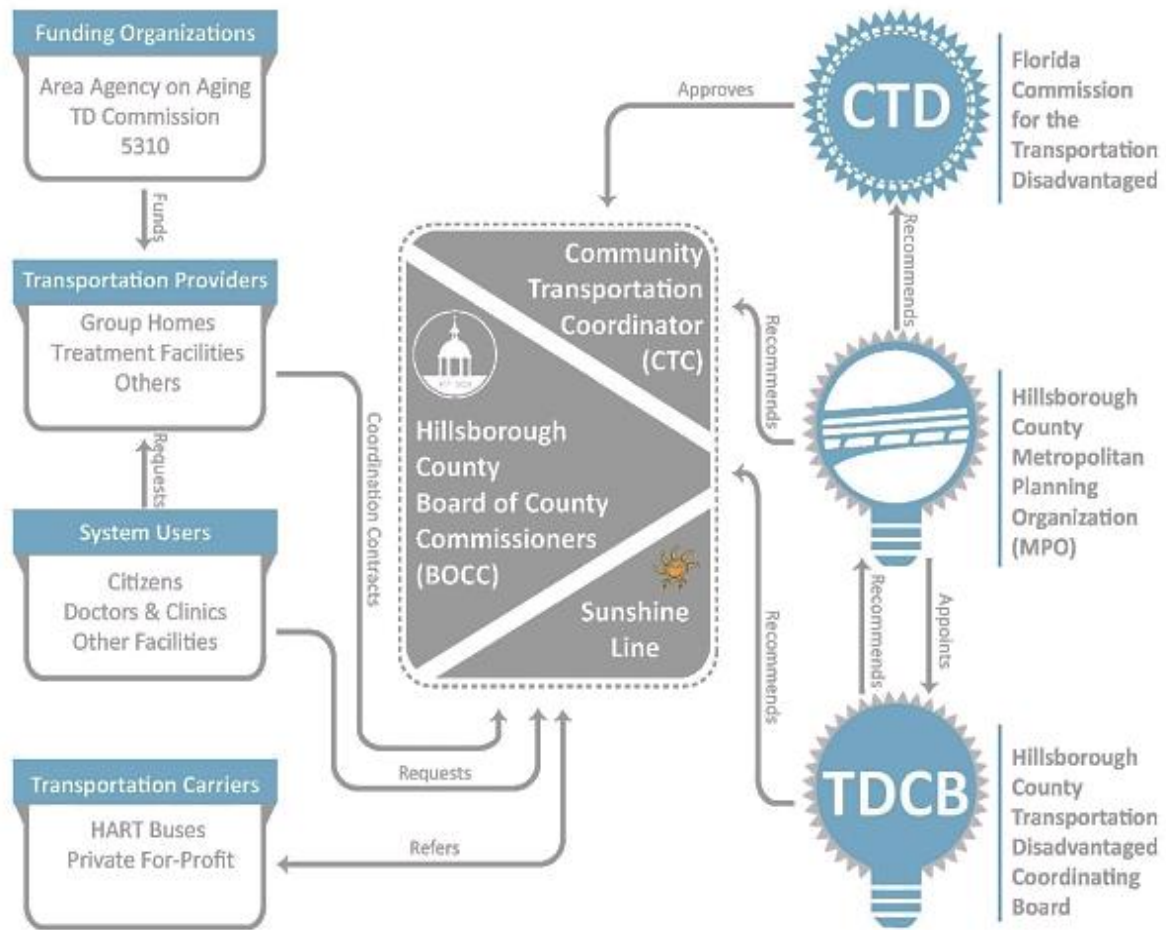 Funding Organizations
Area Agency on Aging
TD Commission
5310
Funds
Transportation Providers
Group Homes
Treatment Facilities
Others
Requests
System Users
Citizens
Doctors & Clinics
Other Facilities
Transportation Carriers
HART Buses
Private For-Profit
Coordination Contracts
Requests
Refers
Approves
Community
Transportation
Coordinator
(CTC)
Hillsborough
County
Board of County
Commissioners
(BOCC)
Sunshine
Line
Recommends
Recommends
CTD
Florida
Commission
for the
Transportation
Disadvantaged
Recommends
Hillsborough
County
Metropolitan
Planning
Organization
(MPO)
Recommends
Appoints
TDCB
Hillsborough
County
Transportation
Disadvantaged
Coordinating
Board